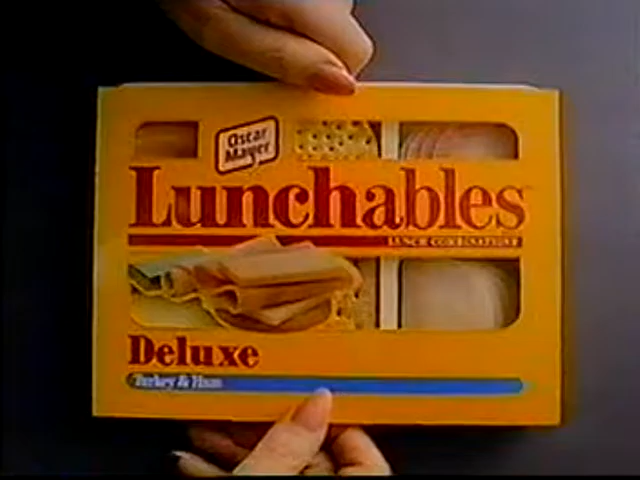 Oscar
Mayer
Lunchables
LUNCH COMBINATIONS
Deluxe
Turkey & Ham